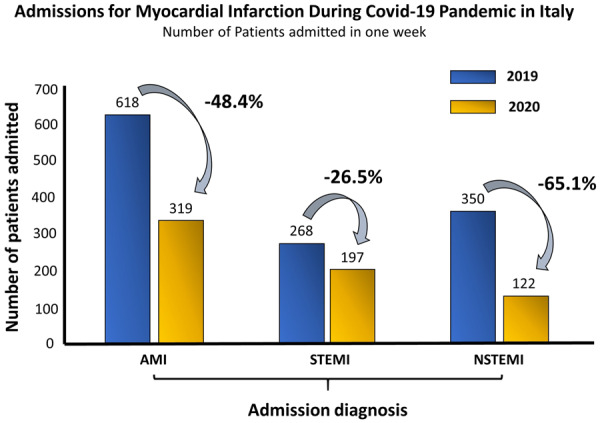 Admissions for Myocardial Infarction During Covid-19 Pandemic in Italy
Number of Patients admitted in one week
Number of patients admitted
700
600
500
400
300
200
100
0
2019
2020
618
-48.4%
319
268
-26.5%
197
350
-65.1%
122
AMI
STEMI
NSTEMI
Admission diagnosis